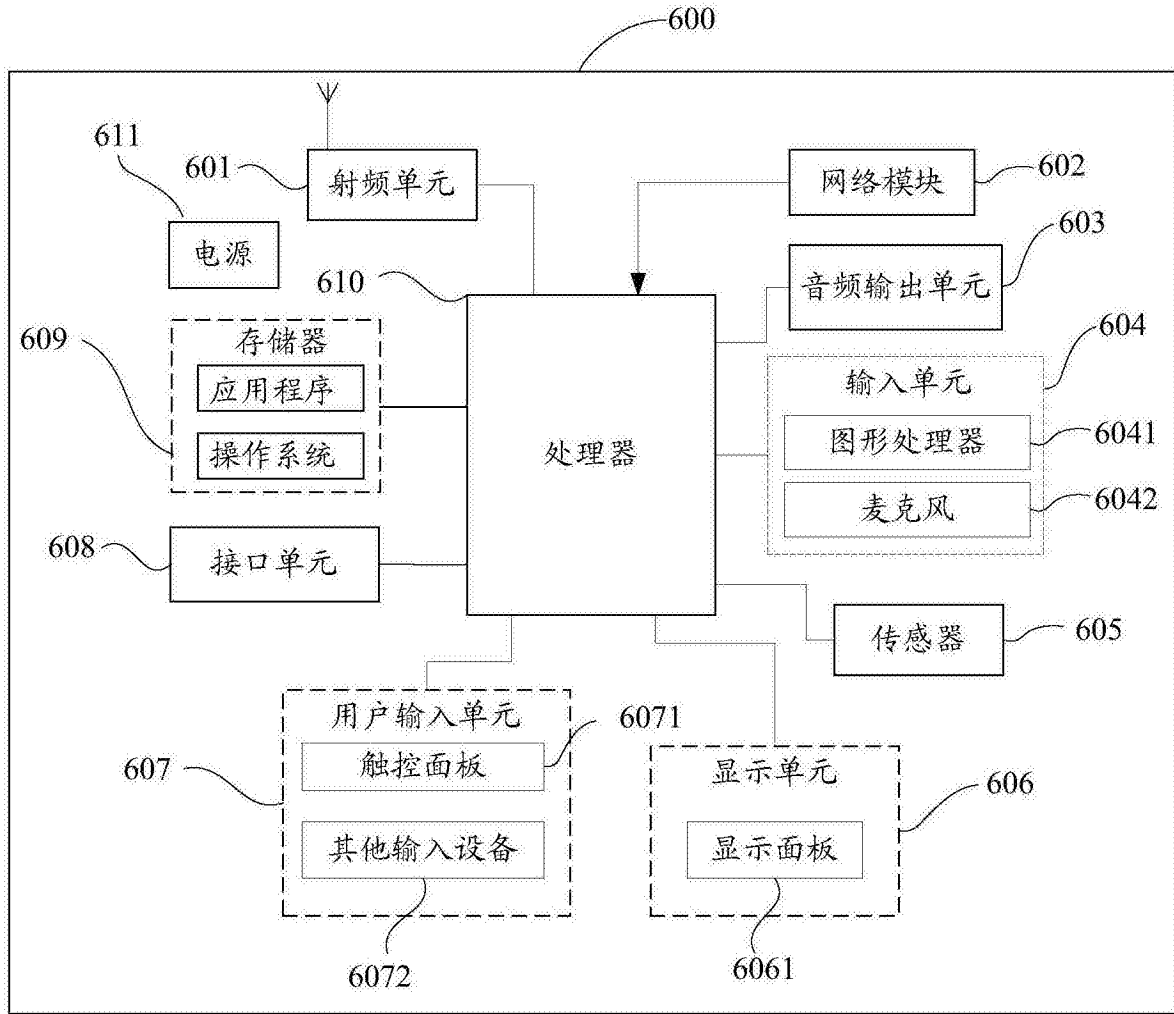 600
611
601
射频单元
网络模块
602
电源
610
音频输出单元
603
609
存储器
应用程序
操作系统
处理器
604
输入单元
图形处理器
6041
麦克风
6042
608
接口单元
传感器
605
607
用户输入单元
触控面板
6071
其他输入设备
6072
显示单元
606
显示面板
6061